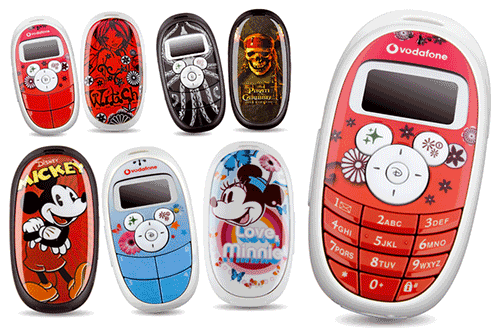 vodafone
Witch
Pirates
of the
Caribbean
DISNEY
MICKEY
vodafone
Love
Minnie
vodafone
1
2ABC
3DEF
4GHI
5JKL
6MNO
7PQRS
8TUV
9WXYZ
*
0+
#